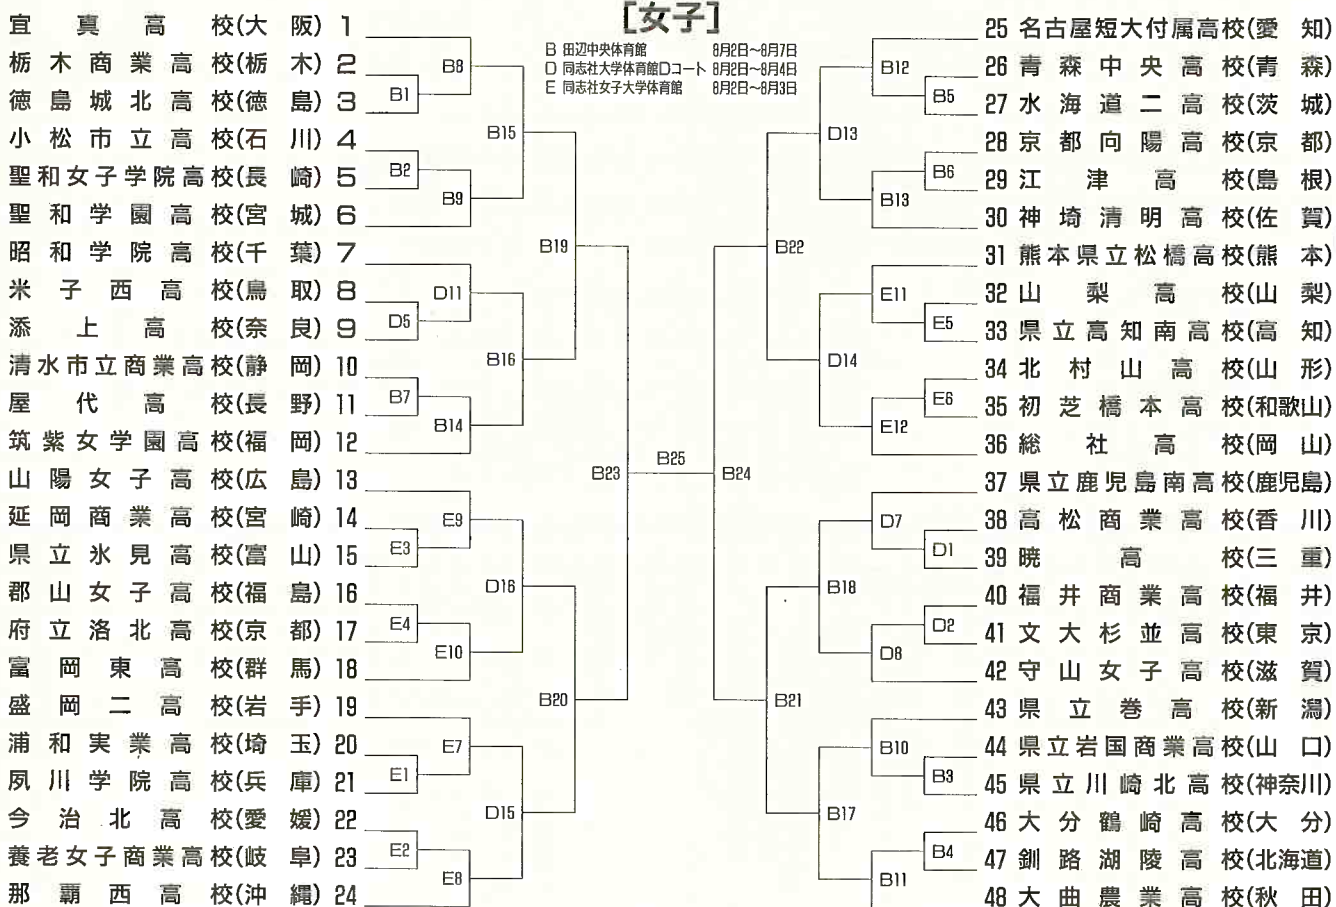 [女子]
B 田辺中央体育館 8月2日～8月7日
D 同志社大学体育館Dコート 8月2日～8月4日
E 同志社女子大学体育館 8月2日～8月3日
宜真高校(大阪) 1
栃木商業高校(栃木) 2
徳島城北高校(徳島) 3
小松市立高校(石川) 4
聖和女子学院高校(長崎) 5
聖和学園高校(宮城) 6
昭和学院高校(千葉) 7
米子西高校(鳥取) 8
添上高校(奈良) 9
清水市立商業高校(静岡) 10
屋代高校(長野) 11
筑紫女学園高校(福岡) 12
山陽女子高校(広島) 13
延岡商業高校(宮崎) 14
県立氷見高校(富山) 15
郡山女子高校(福島) 16
府立洛北高校(京都) 17
富岡東高校(群馬) 18
盛岡二高校(岩手) 19
浦和実業高校(埼玉) 20
夙川学院高校(兵庫) 21
今治北高校(愛媛) 22
養老女子商業高校(岐阜) 23
那覇西高校(沖縄) 24
B8
B1
B15
B2
B9
B19
D11
D5
B16
B7
B14
B23
E9
E3
D16
E4
E10
B20
E7
E1
D15
E2
E8
B25
B24
B12
B5
D13
B6
B13
B22
E11
E5
D14
E6
E12
D7
D1
B18
D2
D8
B21
B10
B3
B17
B4
B11
25 名古屋短大付属高校(愛知)
26 青森中央高校(青森)
27 水海道二高校(茨城)
28 京都向陽高校(京都)
29 江津高校(島根)
30 神埼清明高校(佐賀)
31 熊本県立松橋高校(熊本)
32 山梨高校(山梨)
33 県立高知南高校(高知)
34 北村山高校(山形)
35 初芝橋本高校(和歌山)
36 総社高校(岡山)
37 県立鹿児島南高校(鹿児島)
38 高松商業高校(香川)
39 暁高校(三重)
40 福井商業高校(福井)
41 文大杉並高校(東京)
42 守山女子高校(滋賀)
43 県立巻高校(新潟)
44 県立岩国商業高校(山口)
45 県立川崎北高校(神奈川)
46 大分鶴崎高校(大分)
47 釧路湖陵高校(北海道)
48 大曲農業高校(秋田)